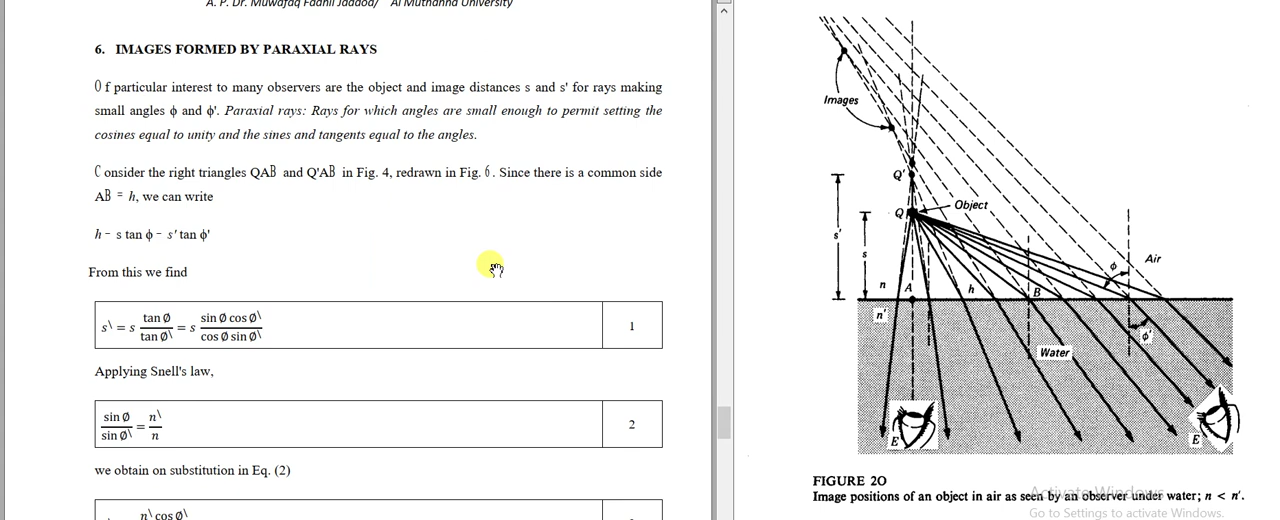 A. P. Dr. Muwafaq Fadhil Jaddoa/ Al Muthanna University
6. IMAGES FORMED BY PARAXIAL RAYS
O f particular interest to many observers are the object and image distances s and s' for rays making
small angles ϕ and ϕ'. Paraxial rays: Rays for which angles are small enough to permit setting the
cosines equal to unity and the sines and tangents equal to the angles.
C onsider the right triangles QAB and Q'AB in Fig. 4, redrawn in Fig. 6. Since there is a common side
AB = h, we can write
h − s tan ϕ − s' tan ϕ'
From this we find
s\ = s tan Ø / tan Ø\ = s sin Ø cos Ø\ / cos Ø sin Ø\ 1
Applying Snell's law,
sin Ø / sin Ø\ = n\ / n 2
we obtain on substitution in Eq. (2)
n\ cos Ø\
Images
Q'
Object
Q
s'
s
ϕ
Air
n
A
h
B
n'
ϕ'
Water
E
E
FIGURE 20
Image positions of an object in air as seen by an observer under water; n < n'.
Activate Windows
Go to Settings to activate Windows.